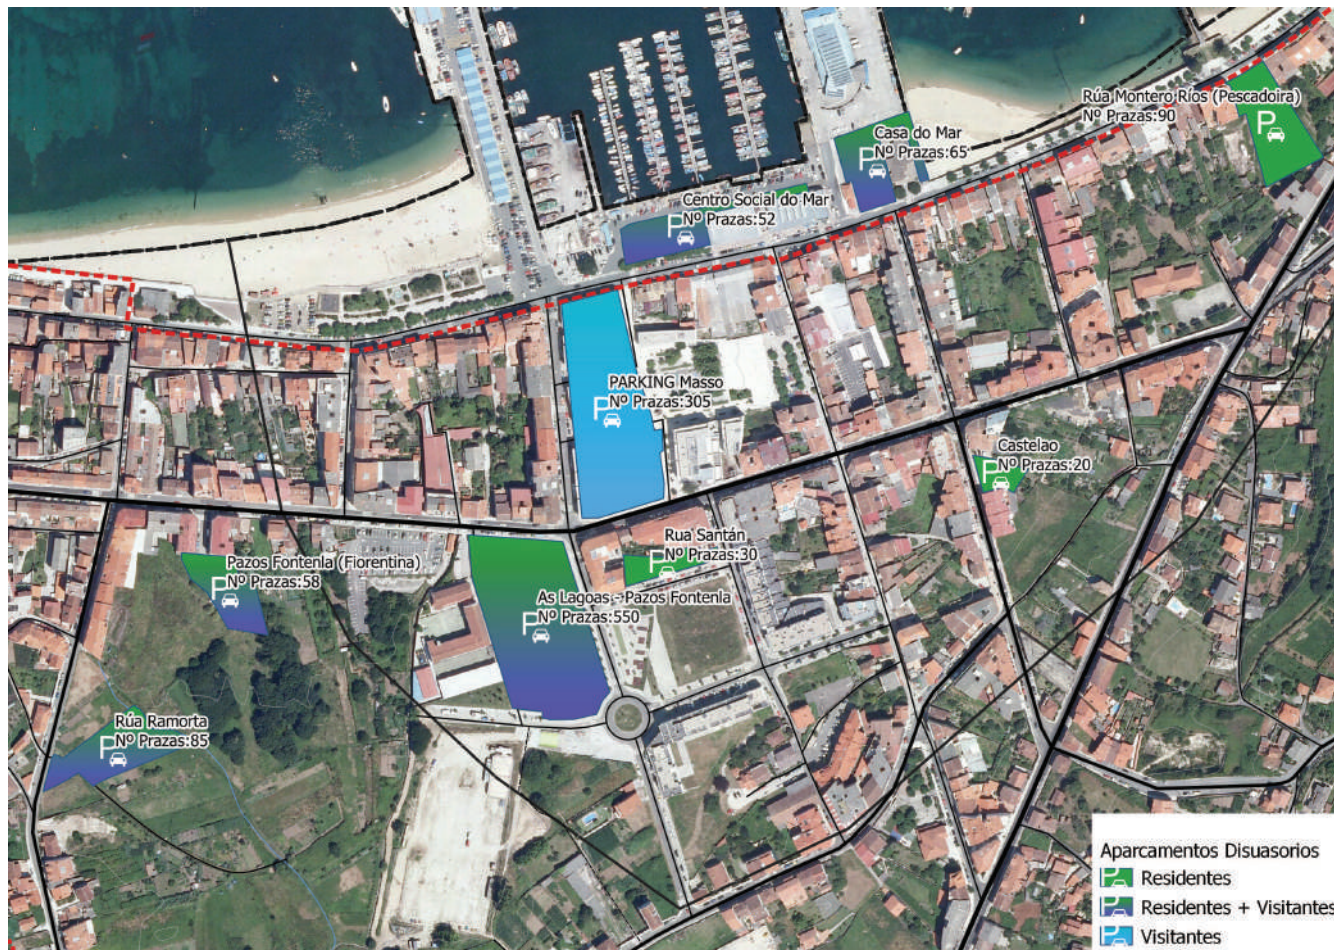 Rúa Montero Ríos (Pescadoira)
Nº Prazas:90
Casa do Mar
Nº Prazas:65
Centro Social do Mar
Nº Prazas:52
PARKING Masso
Nº Prazas:305
Castelao
Nº Prazas:20
Rua Santán
Nº Prazas:30
Pazos Fontenla (Fiorentina)
Nº Prazas:58
As Lagoas - Pazos Fontenla
Nº Prazas:550
Rúa Ramorta
Nº Prazas:85
Aparcamentos Disuasorios
Residentes
Residentes + Visitantes
Visitantes